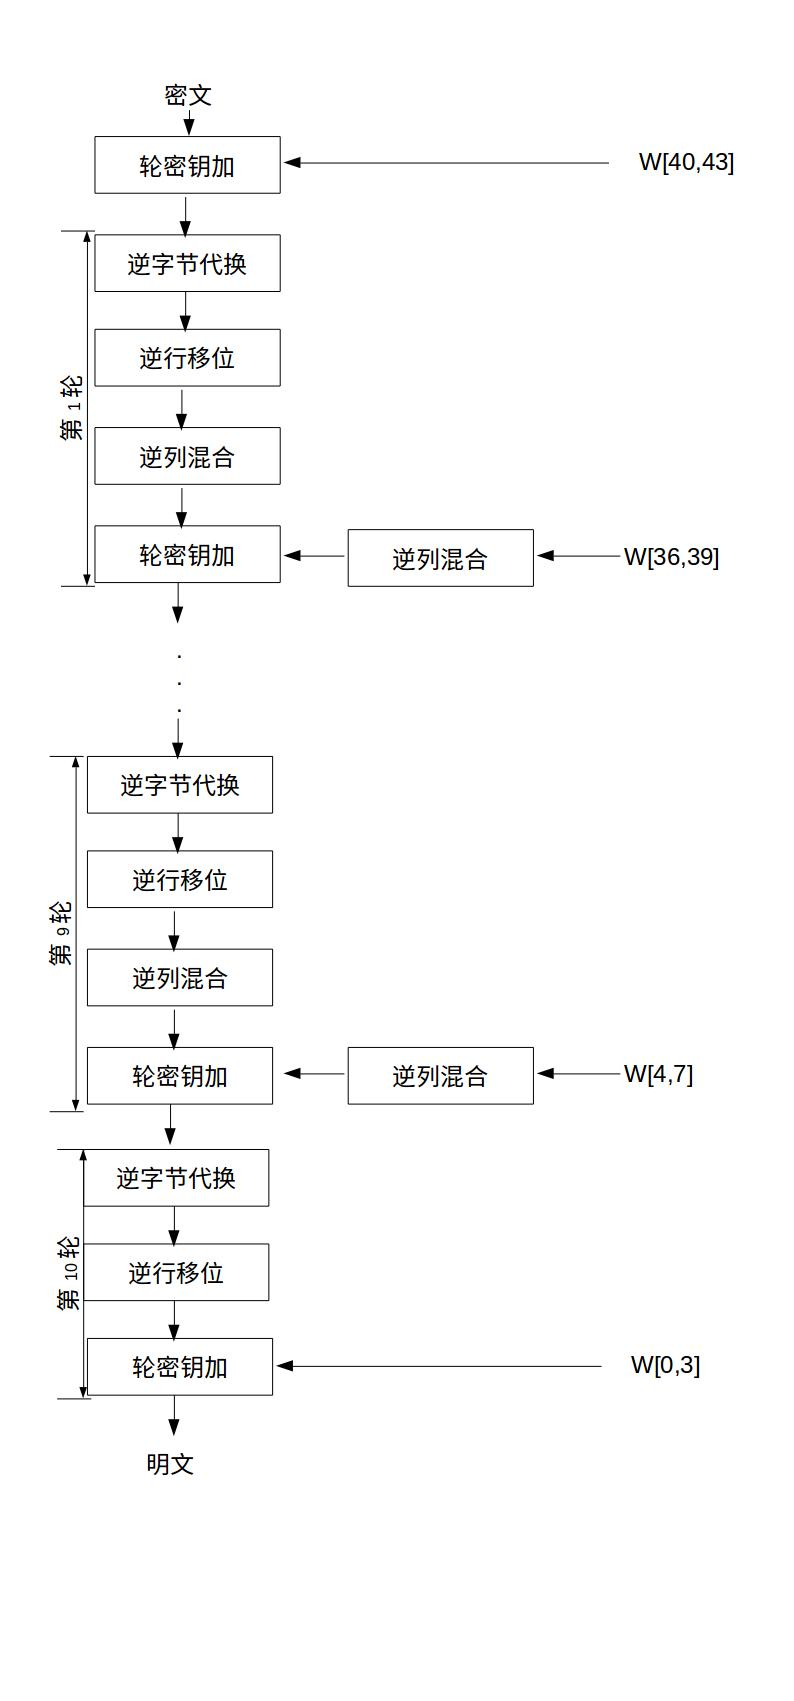 密文
轮密钥加
W[40,43]
逆字节代换
逆行移位
第 1 轮
逆列混合
轮密钥加
逆列混合
W[36,39]
.
.
.
逆字节代换
逆行移位
第 9 轮
逆列混合
轮密钥加
逆列混合
W[4,7]
逆字节代换
逆行移位
第 10 轮
轮密钥加
W[0,3]
明文